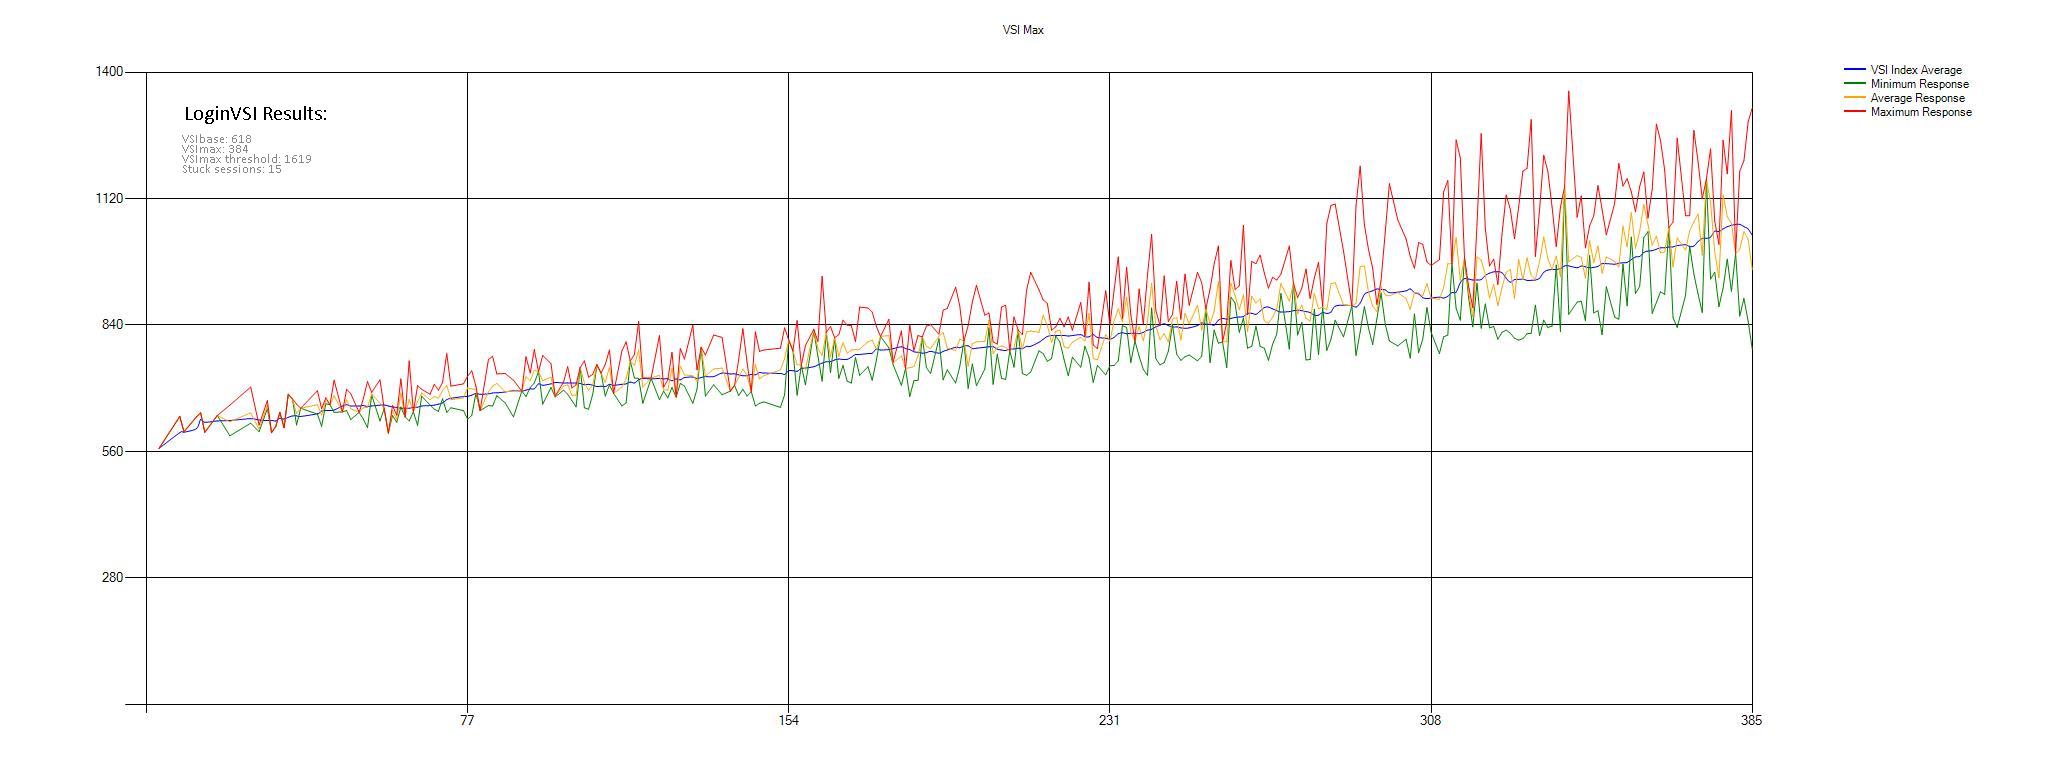 VSI Max
1400
1120
840
560
280
77
154
231
308
385
LoginVSI Results:
VSIbase: 618
VSImax: 384
VSImax threshold: 1619
Stuck sessions: 15
VSI Index Average
Minimum Response
Average Response
Maximum Response